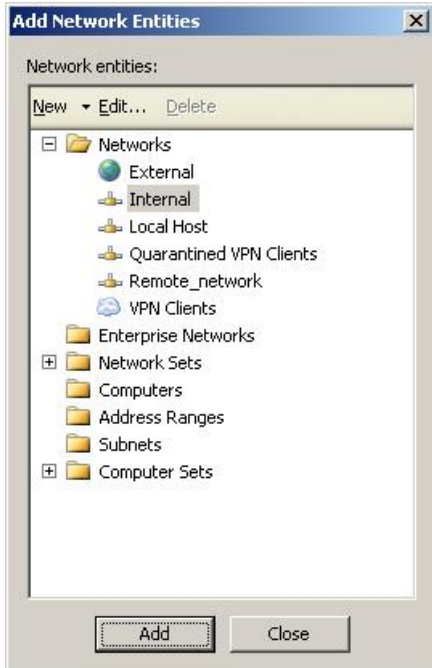 Add Network Entities
Network entities:
New Edit... Delete
Networks
External
Internal
Local Host
Quarantined VPN Clients
Remote_network
VPN Clients
Enterprise Networks
Network Sets
Computers
Address Ranges
Subnets
Computer Sets
Add Close